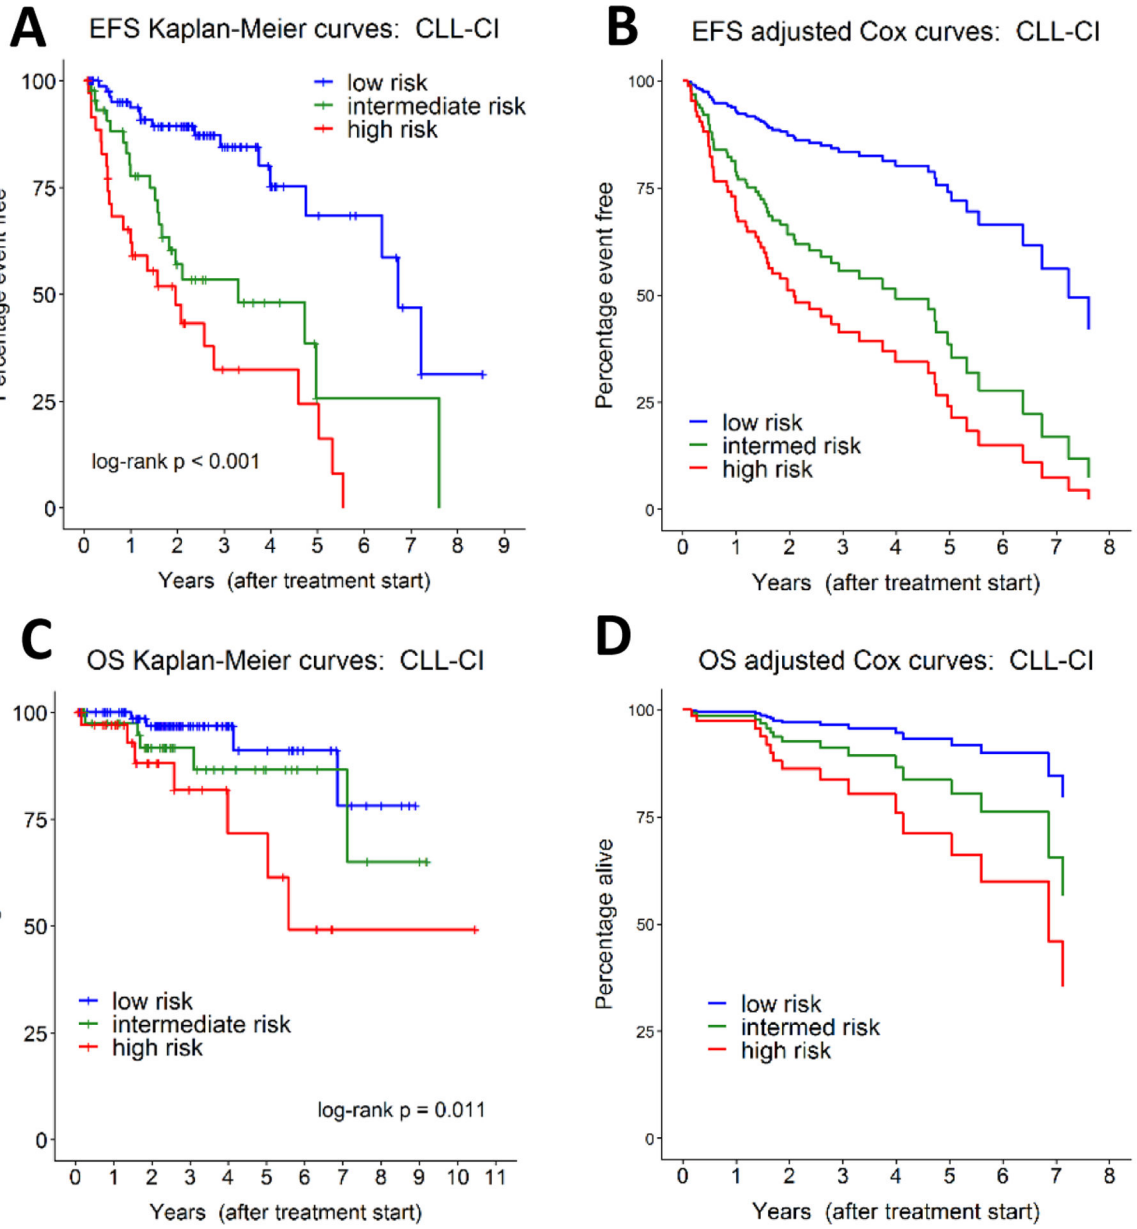 A
EFS Kaplan-Meier curves: CLL-CI
100
75
50
25
0
low risk
intermediate risk
high risk
log-rank p < 0.001
0 1 2 3 4 5 6 7 8 9
Years (after treatment start)
B
EFS adjusted Cox curves: CLL-CI
Percentage event free
100
75
50
25
0
low risk
intermed risk
high risk
0 1 2 3 4 5 6 7 8
Years (after treatment start)
C
OS Kaplan-Meier curves: CLL-CI
100
75
50
25
0
low risk
intermediate risk
high risk
log-rank p = 0.011
0 1 2 3 4 5 6 7 8 9 10 11
Years (after treatment start)
D
OS adjusted Cox curves: CLL-CI
Percentage alive
100
75
50
25
0
low risk
intermed risk
high risk
0 1 2 3 4 5 6 7 8
Years (after treatment start)